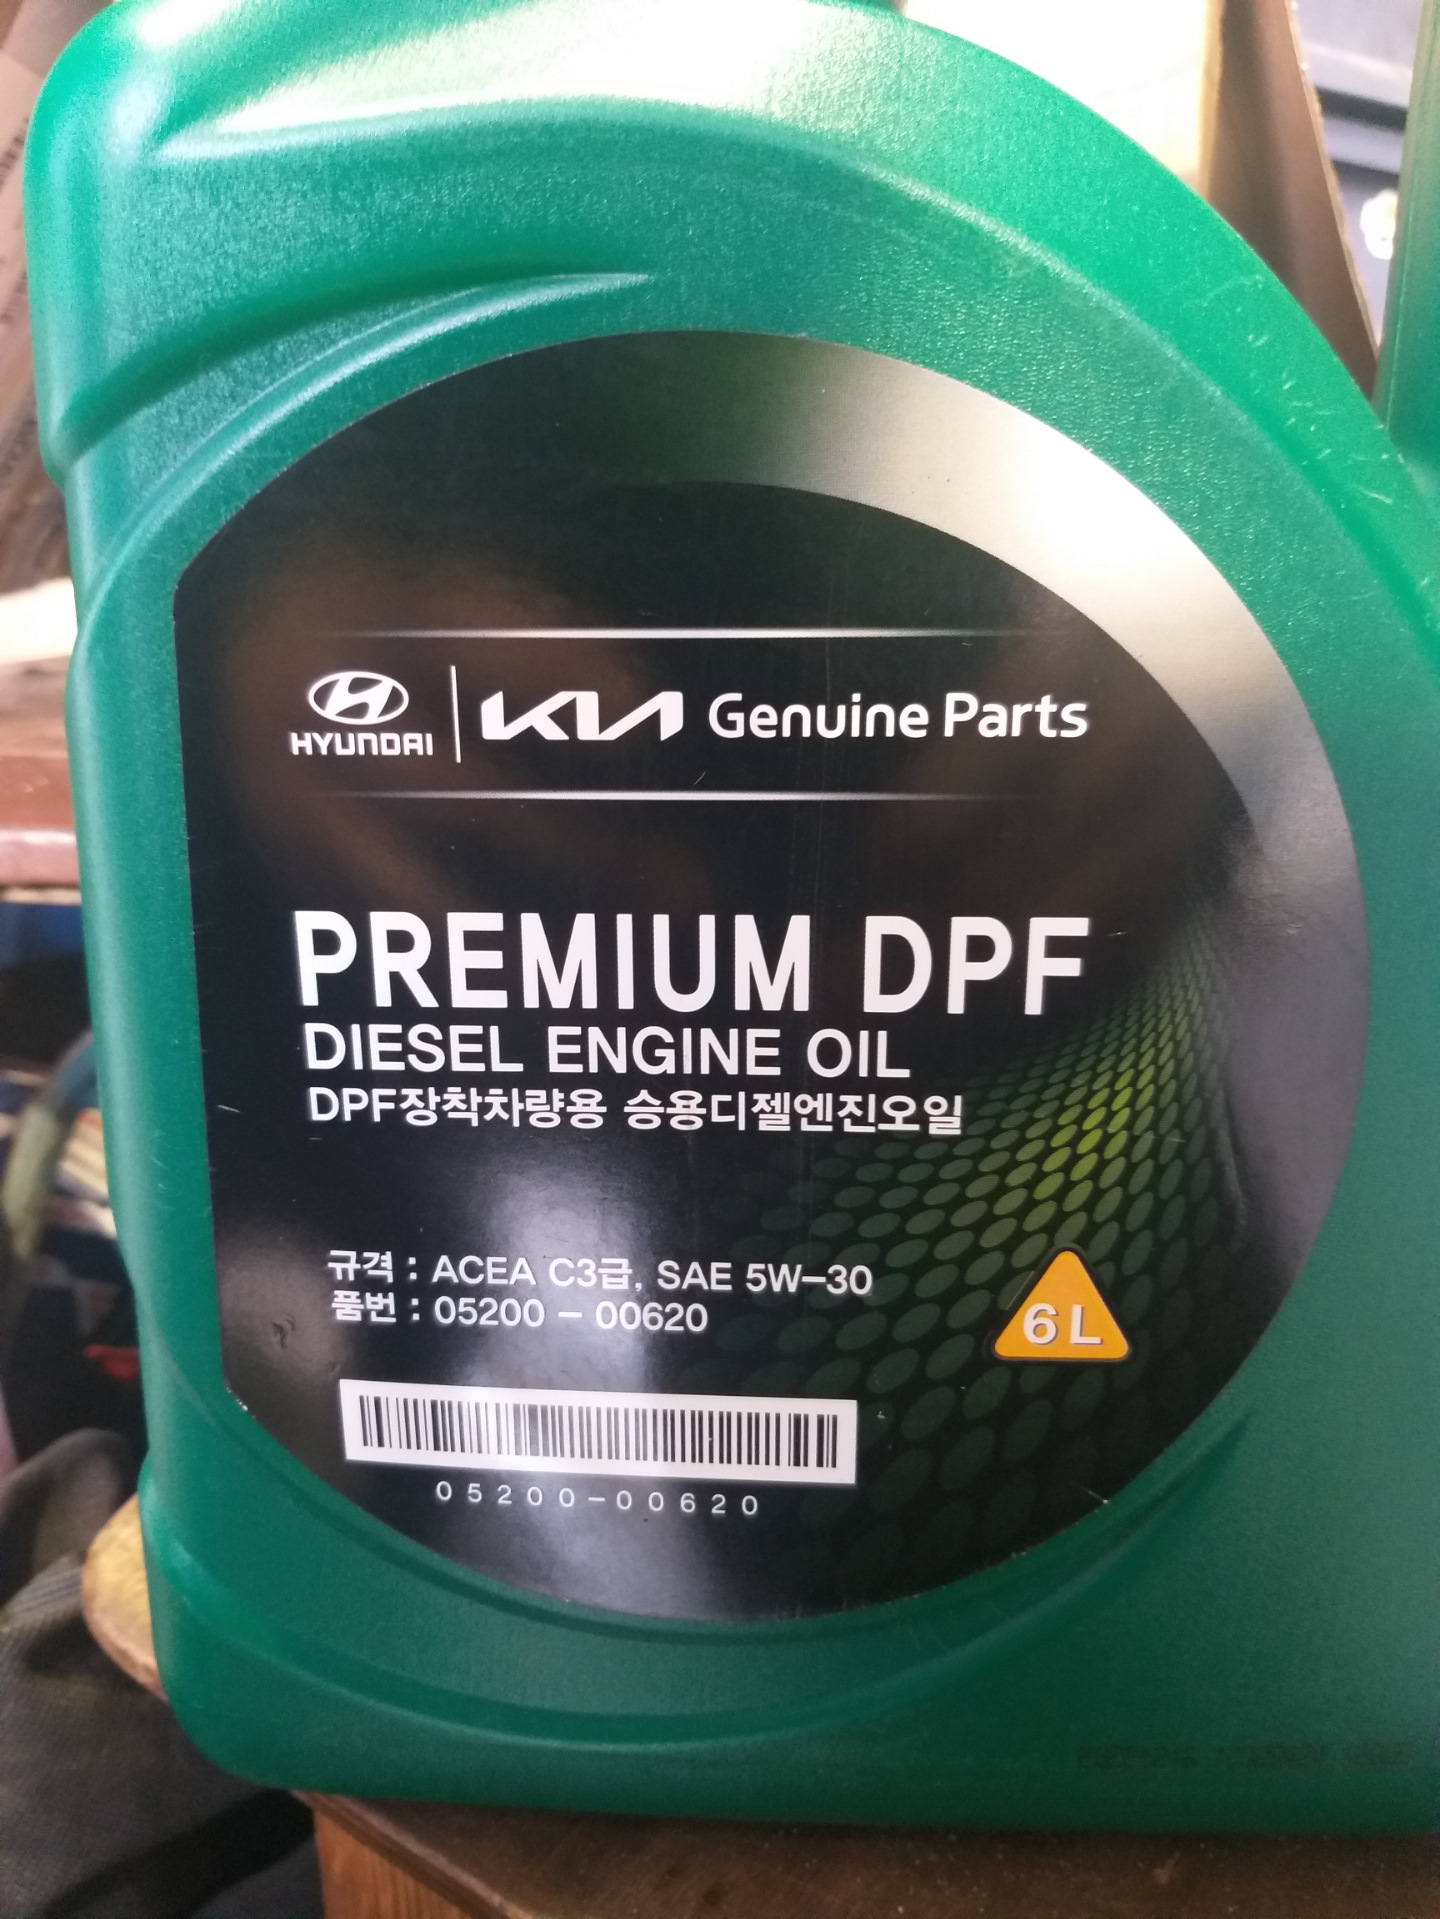 HYUNDAI KIA Genuine Parts
PREMIUM DPF
DIESEL ENGINE OIL
DPF장착차량용 승용디젤엔진오일
규격 : ACEA C3급, SAE 5W-30
품번 : 05200 - 00620
6L
05200-00620